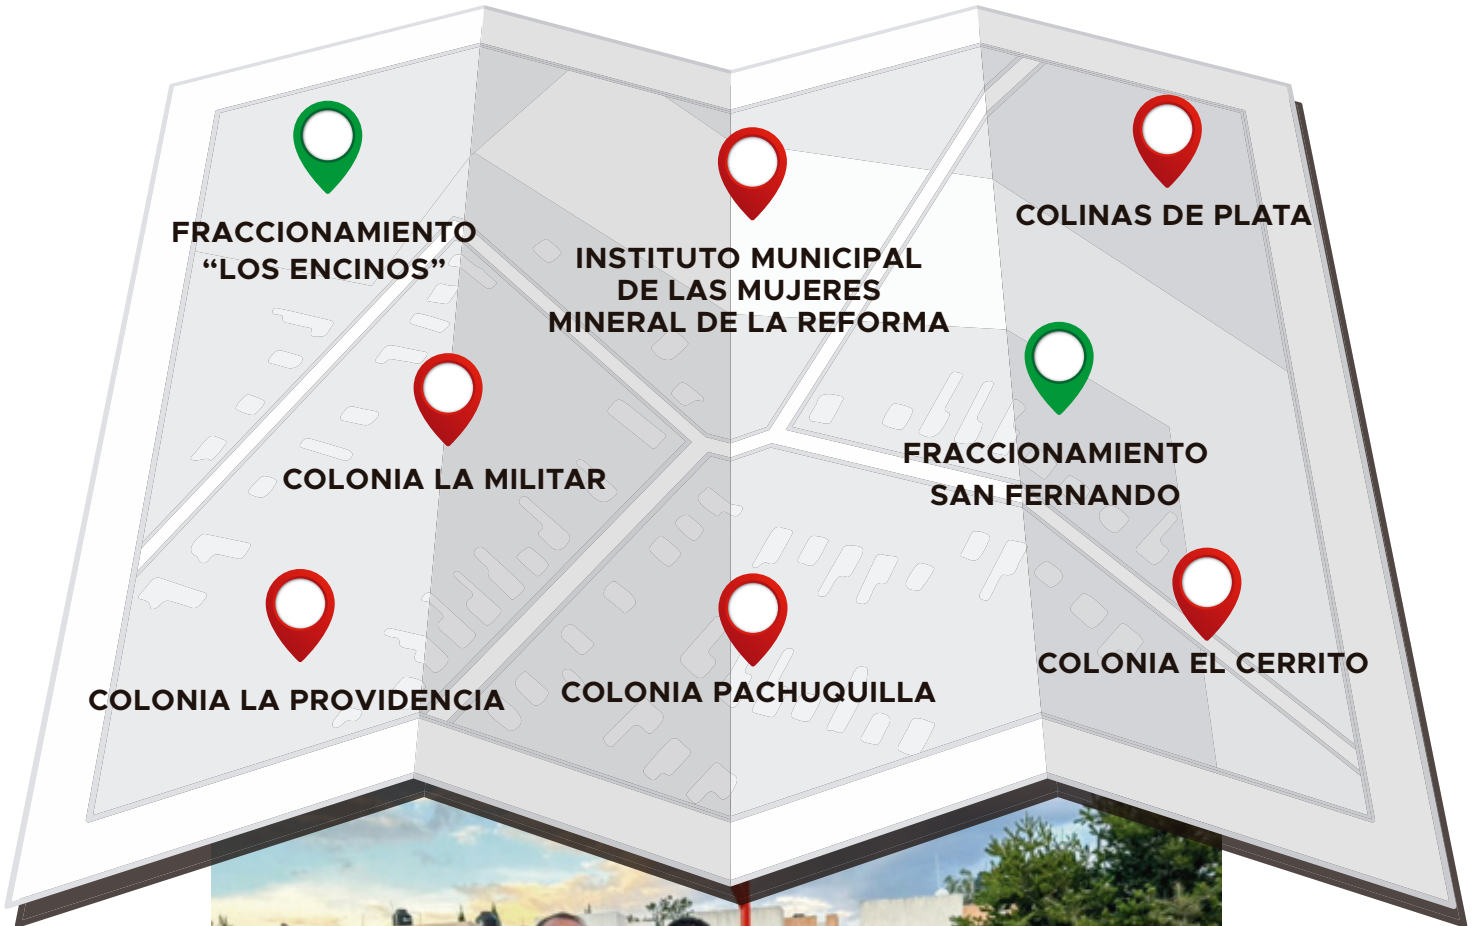 FRACCIONAMIENTO
“LOS ENCINOS”
INSTITUTO MUNICIPAL
DE LAS MUJERES
MINERAL DE LA REFORMA
COLINAS DE PLATA
COLONIA LA MILITAR
FRACCIONAMIENTO
SAN FERNANDO
COLONIA LA PROVIDENCIA
COLONIA PACHUQUILLA
COLONIA EL CERRITO